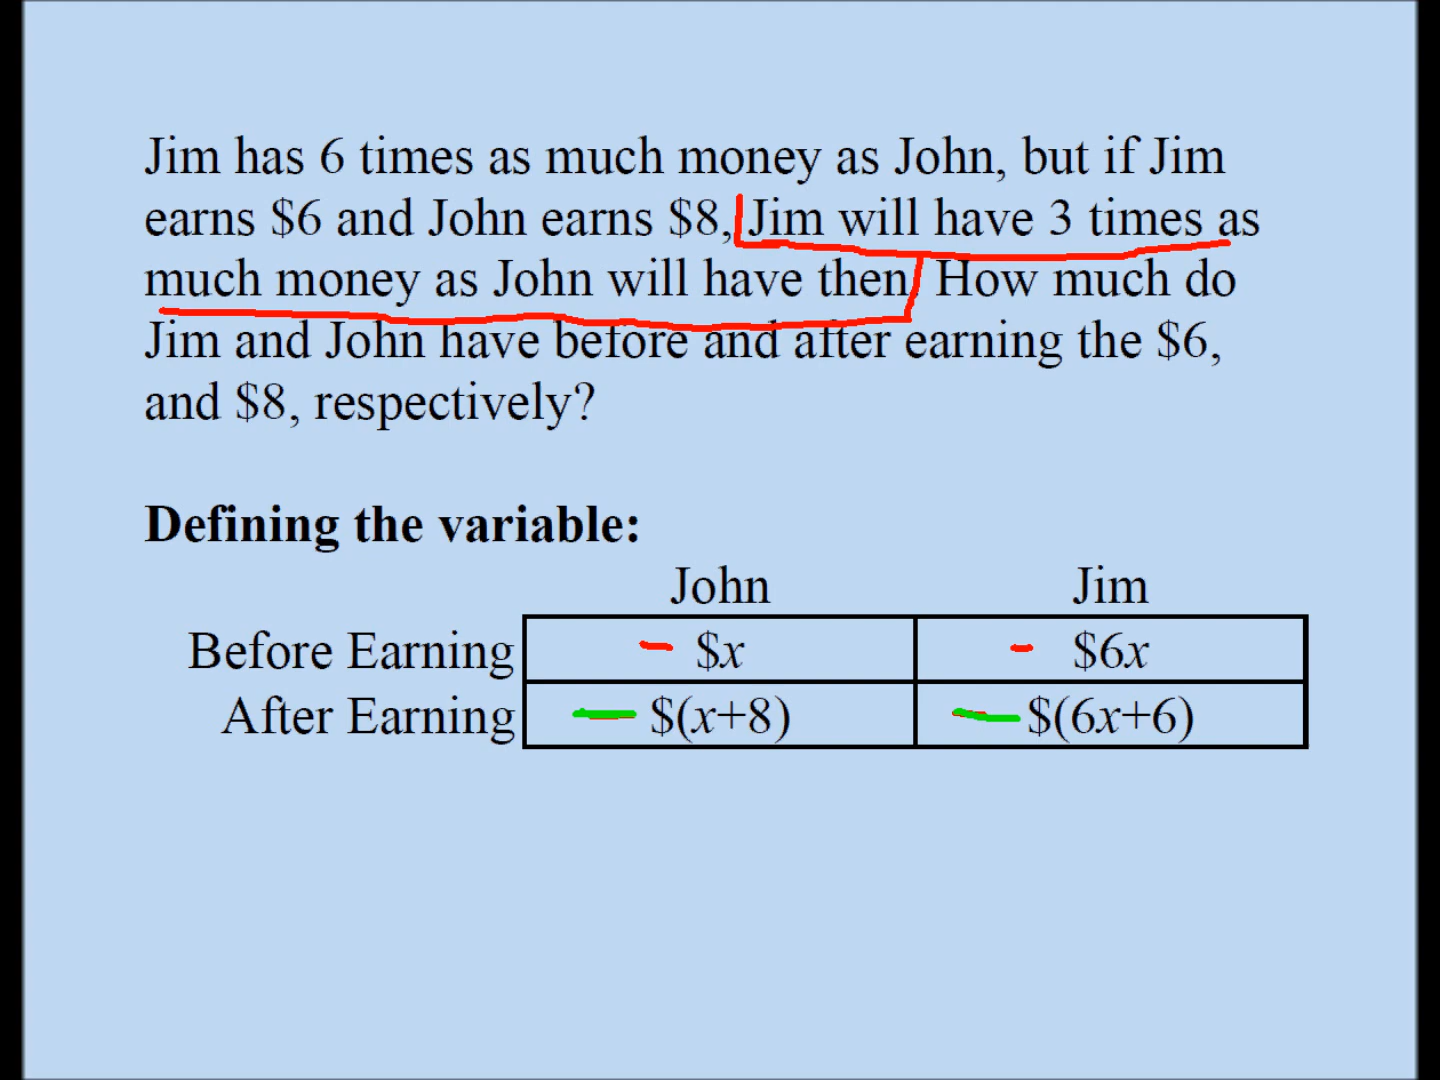 Jim has 6 times as much money as John, but if Jim
earns $6 and John earns $8, Jim will have 3 times as
much money as John will have then. How much do
Jim and John have before and after earning the $6,
and $8, respectively?
Defining the variable:
John Jim
Before Earning $x $6x
After Earning $(x+8) $(6x+6)